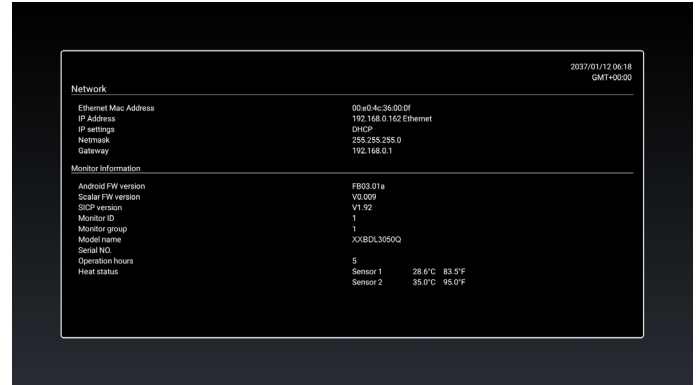 2037/01/12 06:18
GMT+00:00
Network
Ethernet Mac Address 00:e0:4c:36:00:0f
IP Address 192.168.0.162 Ethernet
IP settings DHCP
Netmask 255.255.255.0
Gateway 192.168.0.1
Monitor Information
Android FW version FB03.01a
Scalar FW version V0.009
SICP version V1.92
Monitor ID 1
Monitor group 1
Model name XXBDL3050Q
Serial NO.
Operation hours 5
Heat status Sensor 1 28.6°C 83.5°F
Sensor 2 35.0°C 95.0°F